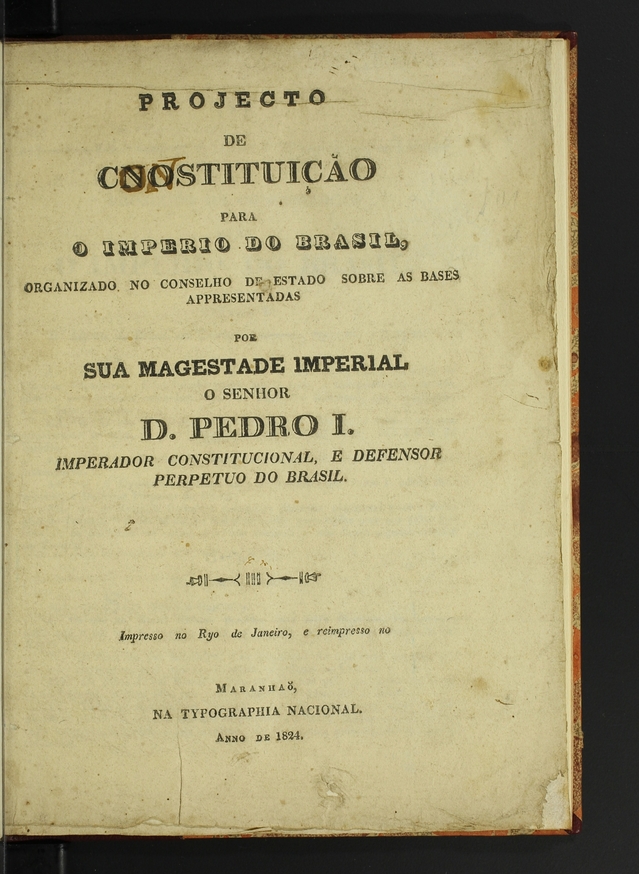 PROJECTO
DE
CNOSTITUIÇÃO
PARA
O IMPERIO DO BRASIL,
ORGANIZADO NO CONSELHO DE ESTADO SOBRE AS BASES
APPRESENTADAS
POR
SUA MAGESTADE IMPERIAL
O SENHOR
D. PEDRO I.
IMPERADOR CONSTITUCIONAL, E DEFENSOR
PERPETUO DO BRASIL.
Impresso no Ryo de Janeiro, e reimpresso no
MARANHAÕ,
NA TYPOGRAPHIA NACIONAL.
ANNO DE 1824.